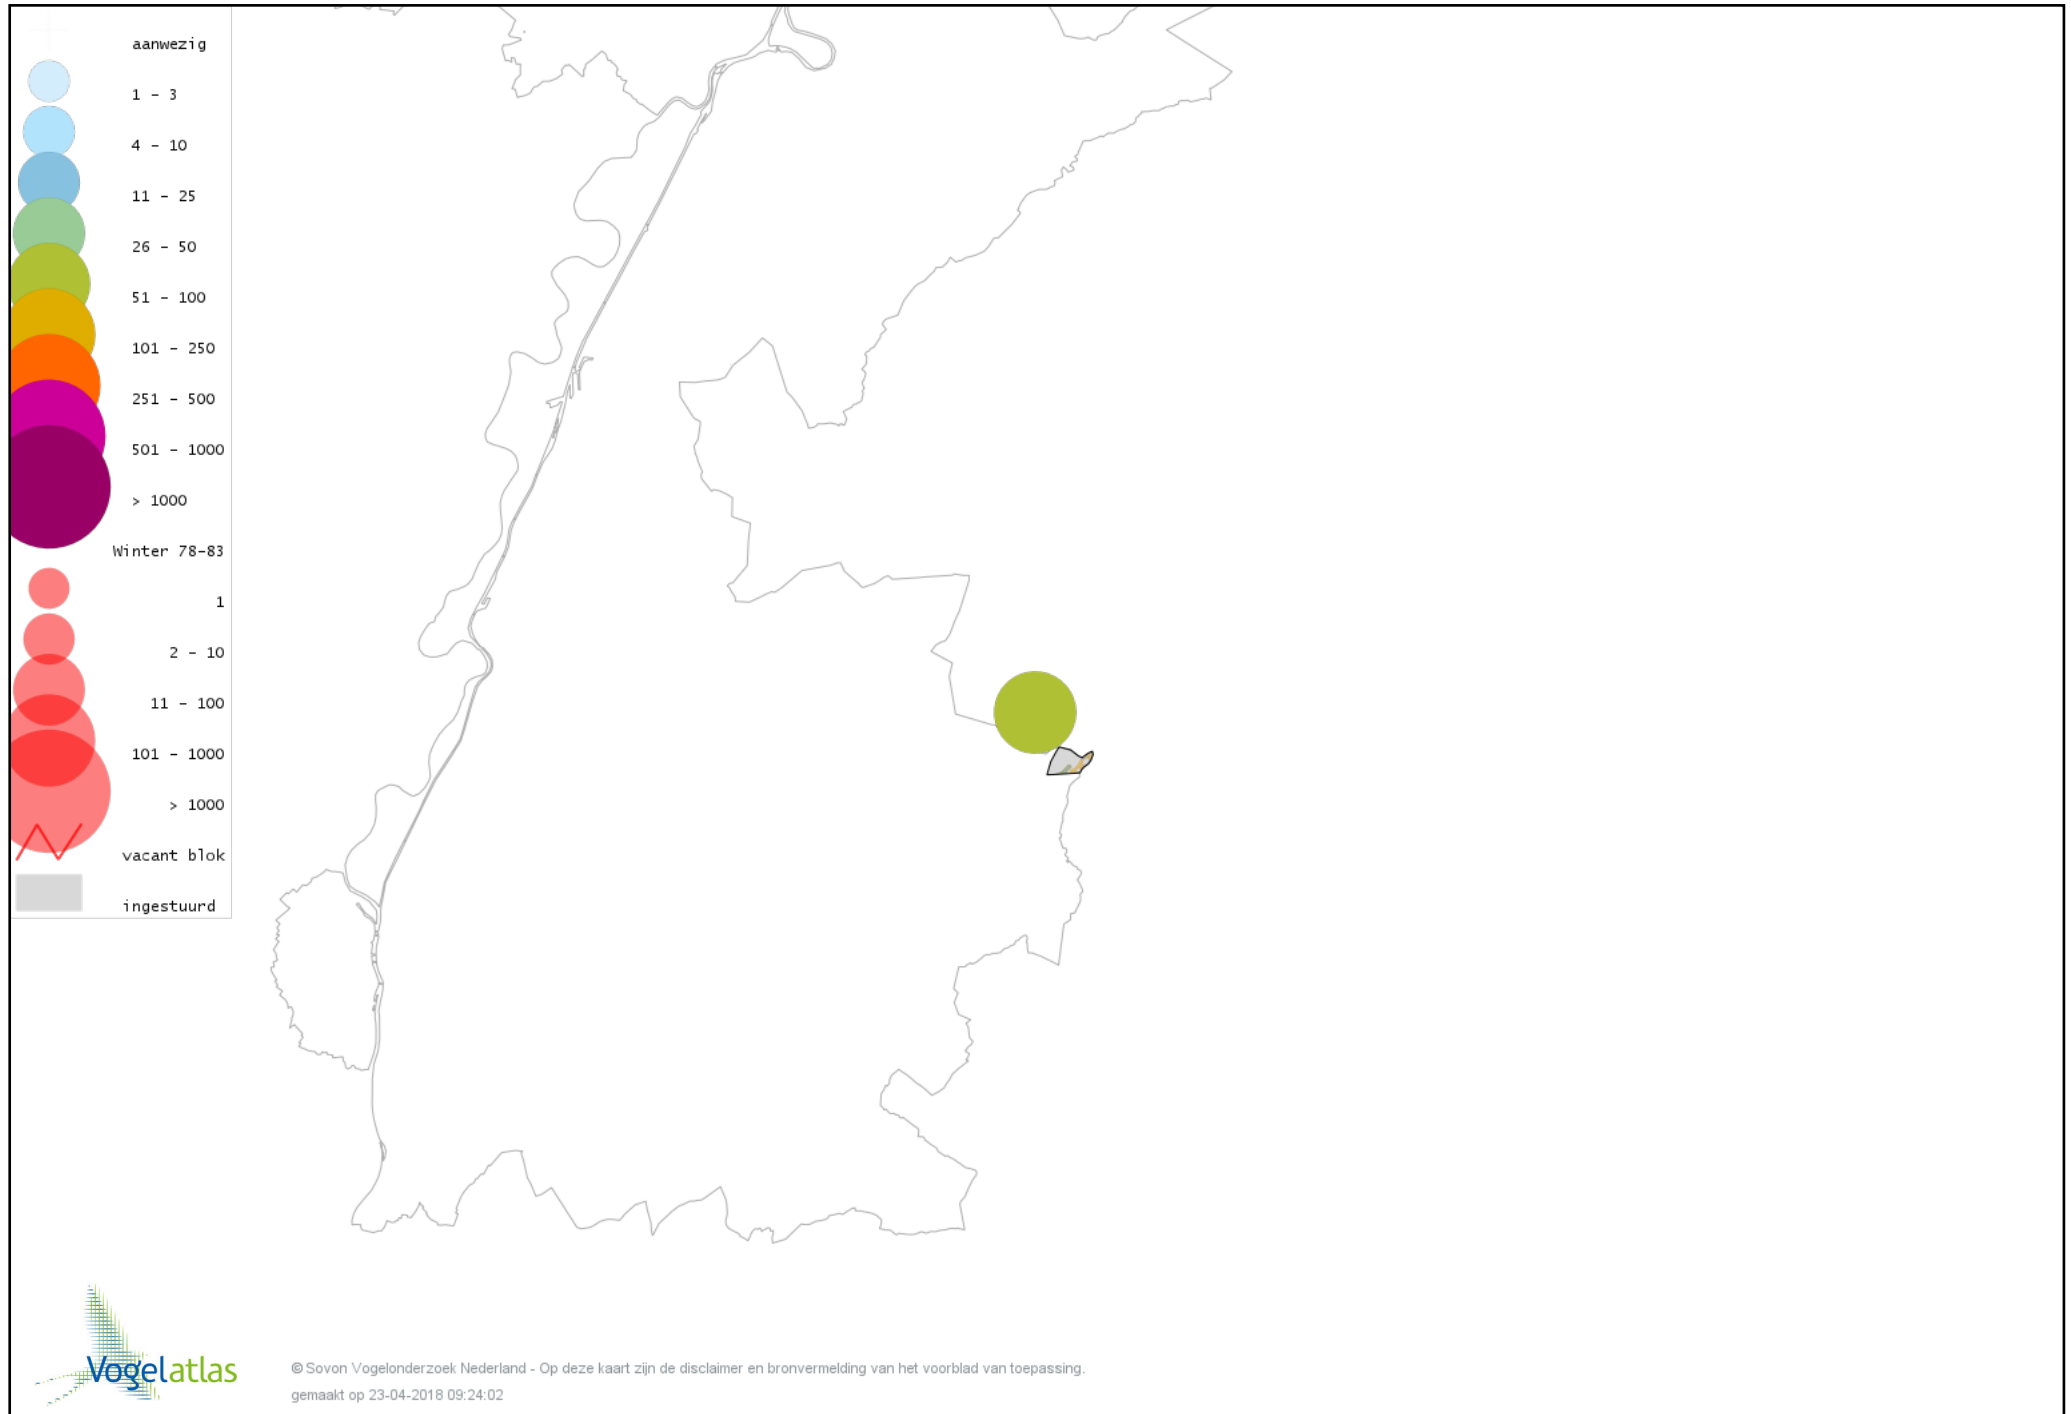 aanwezig
1 - 3
4 - 10
11 - 25
26 - 50
51 - 100
101 - 250
251 - 500
501 - 1000
> 1000
Winter 78-83
1
2 - 10
11 - 100
101 - 1000
> 1000
vacant blok
ingestuurd
Vogelatlas
© Sovon Vogelonderzoek Nederland - Op deze kaart zijn de disclaimer en bronvermelding van het voorblad van toepassing.
gemaakt op 23-04-2018 09:24:02